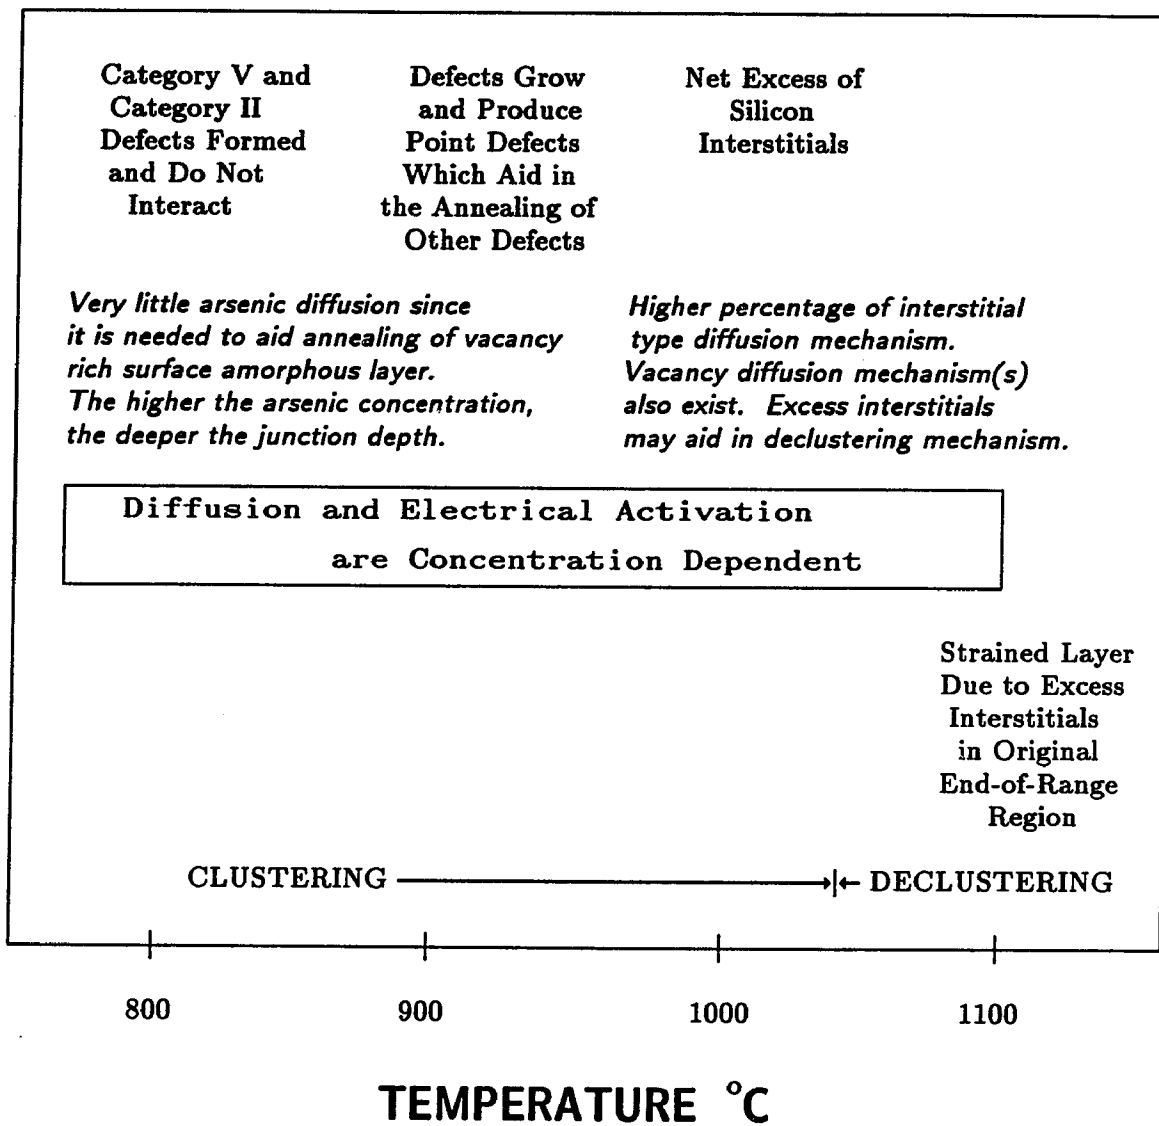 Category V and
Category II
Defects Formed
and Do Not
Interact
Defects Grow
and Produce
Point Defects
Which Aid in
the Annealing of
Other Defects
Net Excess of
Silicon
Interstitials
Very little arsenic diffusion since
it is needed to aid annealing of vacancy
rich surface amorphous layer.
The higher the arsenic concentration,
the deeper the junction depth.
Higher percentage of interstitial
type diffusion mechanism.
Vacancy diffusion mechanism(s)
also exist. Excess interstitials
may aid in declustering mechanism.
Diffusion and Electrical Activation
are Concentration Dependent
Strained Layer
Due to Excess
Interstitials
in Original
End-of-Range
Region
CLUSTERING DECLUSTERING
800 900 1000 1100
TEMPERATURE °C